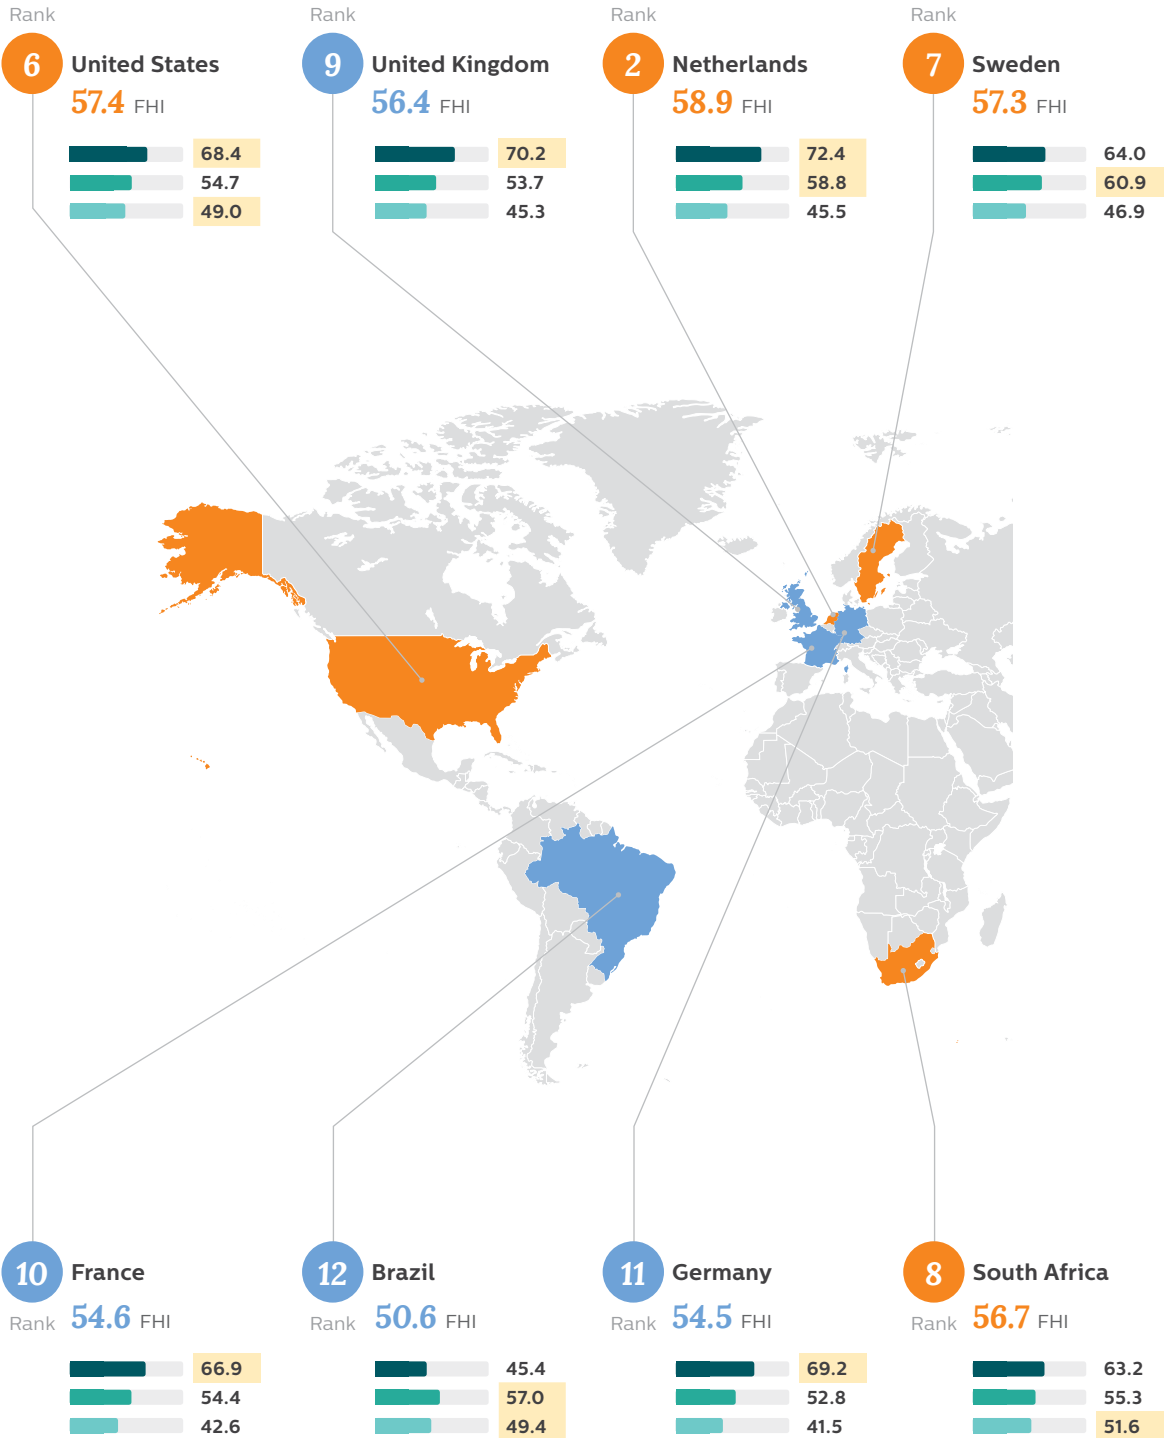 Rank
6
United States
57.4 FHI
68.4
54.7
49.0
Rank
9
United Kingdom
56.4 FHI
70.2
53.7
45.3
Rank
2
Netherlands
58.9 FHI
72.4
58.8
45.5
Rank
7
Sweden
57.3 FHI
64.0
60.9
46.9
10
France
Rank
54.6 FHI
66.9
54.4
42.6
12
Brazil
Rank
50.6 FHI
45.4
57.0
49.4
11
Germany
Rank
54.5 FHI
69.2
52.8
41.5
8
South Africa
Rank
56.7 FHI
63.2
55.3
51.6